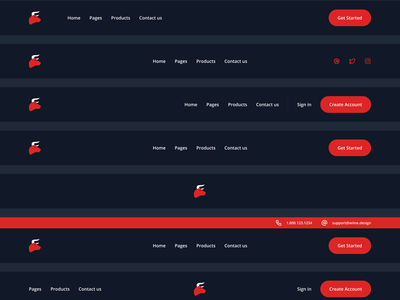 Home Pages Products Contact us Get Started
Home Pages Products Contact us
Home Pages Products Contact us Sign in Create Account
Home Pages Products Contact us Get Started
1.800.123.1234 support@wiive.design
Home Pages Products Contact us Get Started
Pages Products Contact us Sign in Create Account